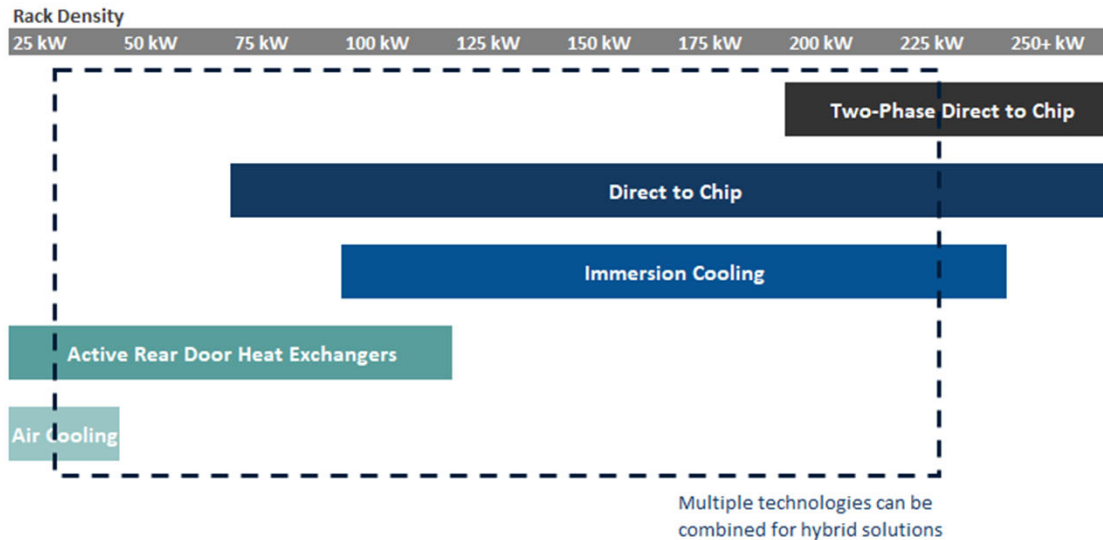 Rack Density
25 kW 50 kW 75 kW 100 kW 125 kW 150 kW 175 kW 200 kW 225 kW 250+ kW
Two-Phase Direct to Chip
Direct to Chip
Immersion Cooling
Active Rear Door Heat Exchangers
Air Cooling
Multiple technologies can be
combined for hybrid solutions